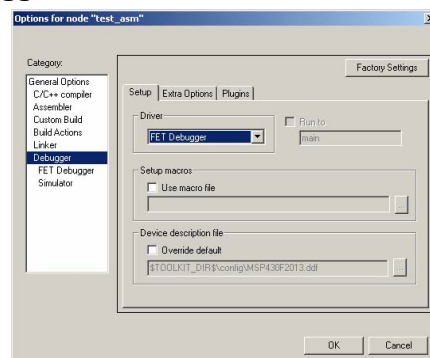 Options for node "test_asm"
Category:
Factory Settings
General Options
C/C++ compiler
Assembler
Custom Build
Build Actions
Linker
Debugger
FET Debugger
Simulator
Setup Extra Options Plugins
Driver
FET Debugger
Run to
main
Setup macros
Use macro file
...
Device description file
Override default
$TOOLKIT_DIR$\config\MSP430F2013.ddf
...
OK Cancel